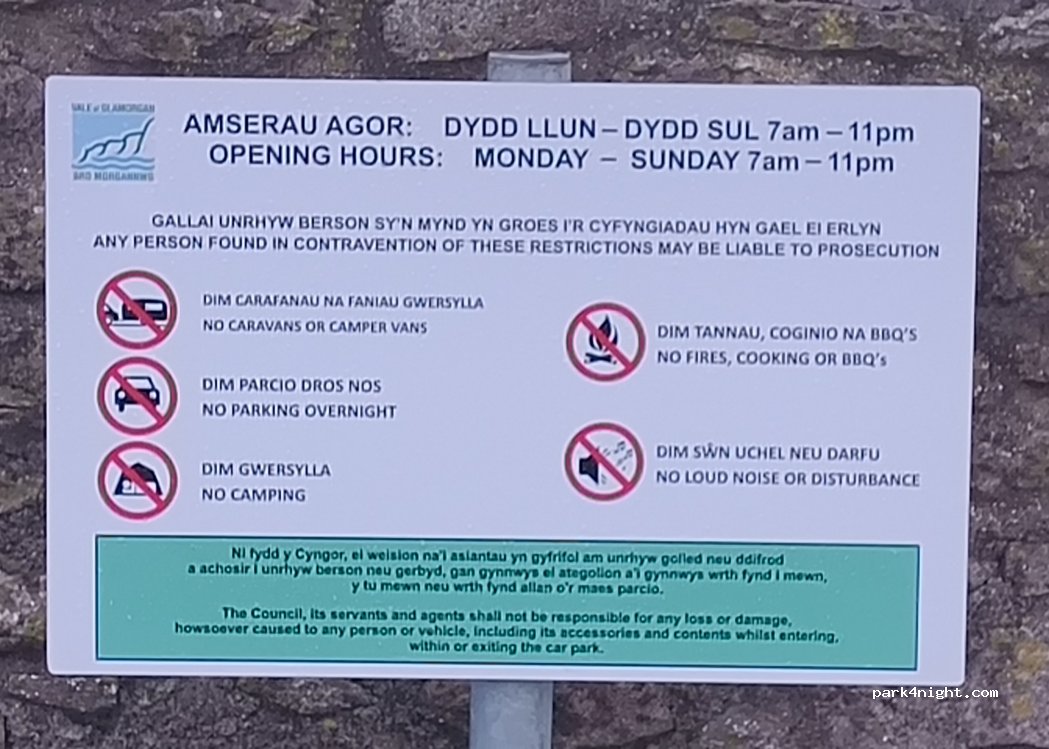 VALE of GLAMORGAN
BRO MORGANNWG
AMSERAU AGOR: DYDD LLUN – DYDD SUL 7am – 11pm
OPENING HOURS: MONDAY – SUNDAY 7am – 11pm
GALLAI UNRHYW BERSON SY'N MYND YN GROES I'R CYFYNGIADAU HYN GAEL EI ERLYN
ANY PERSON FOUND IN CONTRAVENTION OF THESE RESTRICTIONS MAY BE LIABLE TO PROSECUTION
DIM CARAFANAU NA FANIAU GWERSYLLA
NO CARAVANS OR CAMPER VANS
DIM PARCIO DROS NOS
NO PARKING OVERNIGHT
DIM GWERSYLLA
NO CAMPING
DIM TANNAU, COGINIO NA BBQ'S
NO FIRES, COOKING OR BBQ's
DIM SŴN UCHEL NEU DARFU
NO LOUD NOISE OR DISTURBANCE
Ni fydd y Cyngor, ei weision na'i asiantau yn gyfrifol am unrhyw golled neu ddifrod
a achosir i unrhyw berson neu gerbyd, gan gynnwys ei ategolion a'i gynnwys wrth fynd i mewn,
y tu mewn neu wrth fynd allan o'r maes parcio.
The Council, its servants and agents shall not be responsible for any loss or damage,
howsoever caused to any person or vehicle, including its accessories and contents whilst entering,
within or exiting the car park.
park4night.com